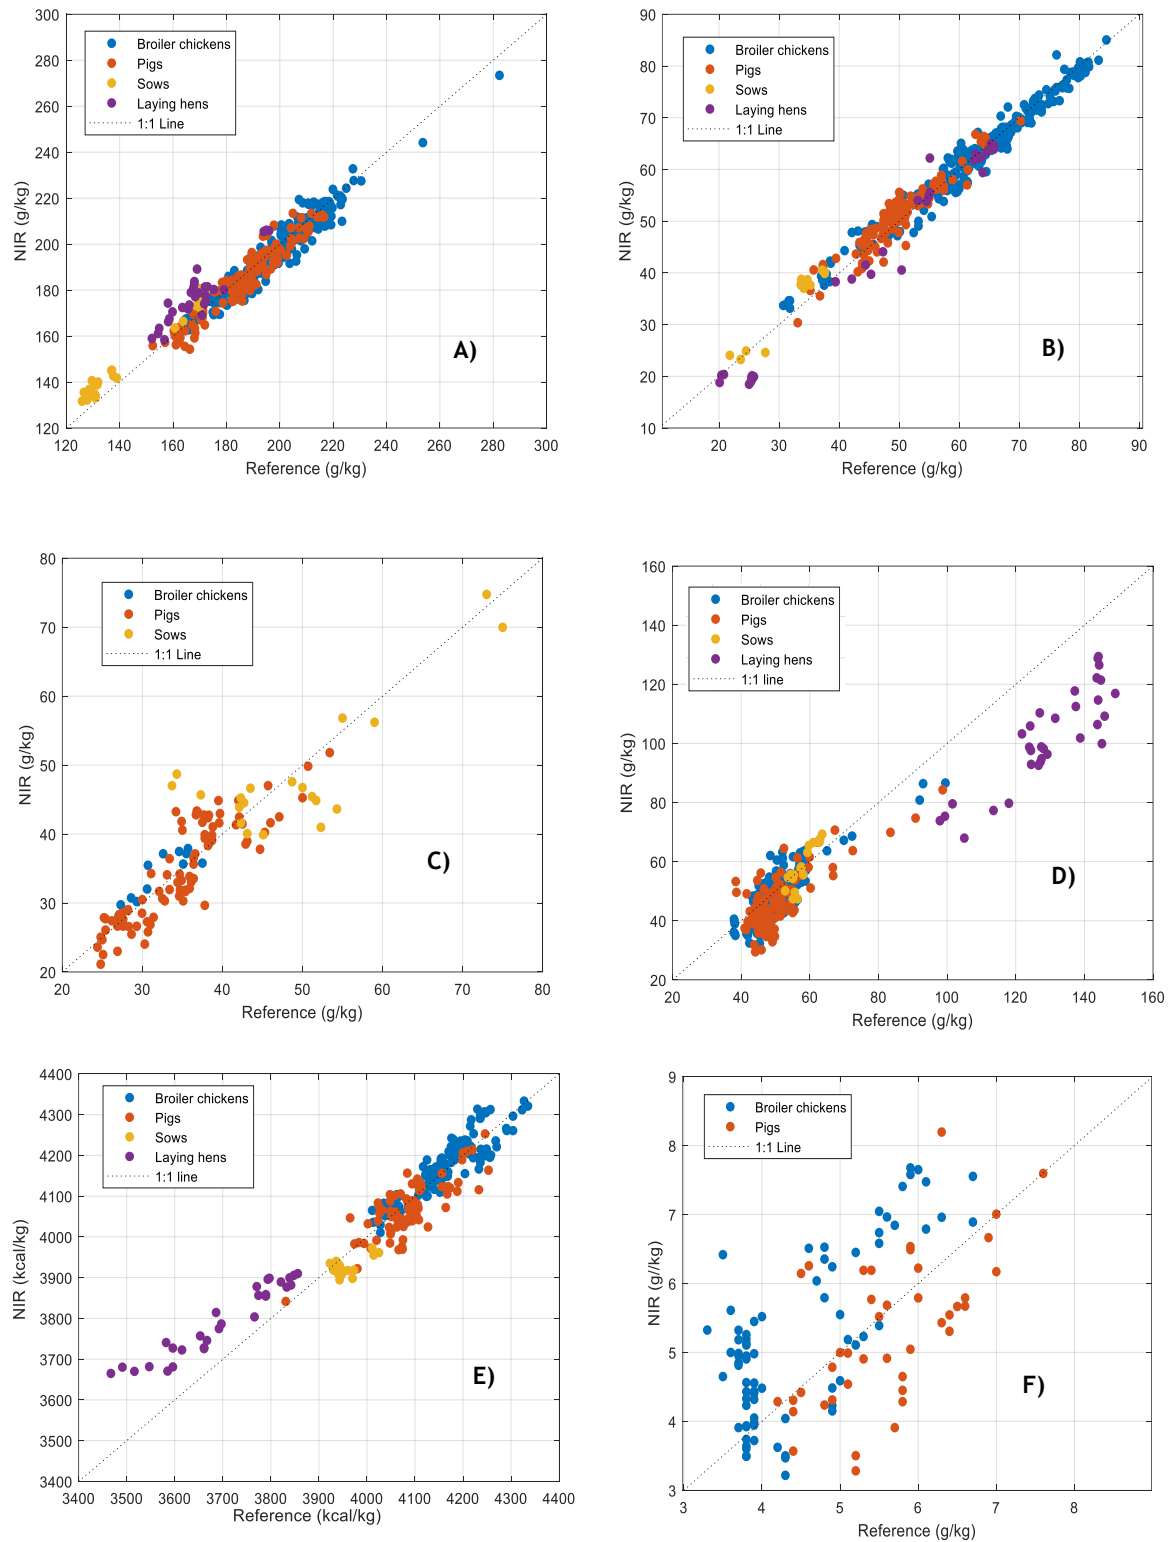 300
280
260
240
220
200
180
160
140
120
120 140 160 180 200 220 240 260 280 300
NIR (g/kg)
Reference (g/kg)
Broiler chickens
Pigs
Sows
Laying hens
1:1 Line
A)
90
80
70
60
50
40
30
20
10
20 30 40 50 60 70 80 90
NIR (g/kg)
Reference (g/kg)
Broiler chickens
Pigs
Sows
Laying hens
1:1 Line
B)
80
70
60
50
40
30
20
20 30 40 50 60 70 80
NIR (g/kg)
Reference (g/kg)
Broiler chickens
Pigs
Sows
1:1 Line
C)
160
140
120
100
80
60
40
20
20 40 60 80 100 120 140 160
NIR (g/kg)
Reference (g/kg)
Broiler chickens
Pigs
Sows
Laying hens
1:1 line
D)
4400
4300
4200
4100
4000
3900
3800
3700
3600
3500
3400
3400 3500 3600 3700 3800 3900 4000 4100 4200 4300 4400
NIR (kcal/kg)
Reference (kcal/kg)
Broiler chickens
Pigs
Sows
Laying hens
1:1 line
E)
9
8
7
6
5
4
3
3 4 5 6 7 8
NIR (g//kg)
Reference (g/kg)
Broiler chickens
Pigs
1:1 Line
F)